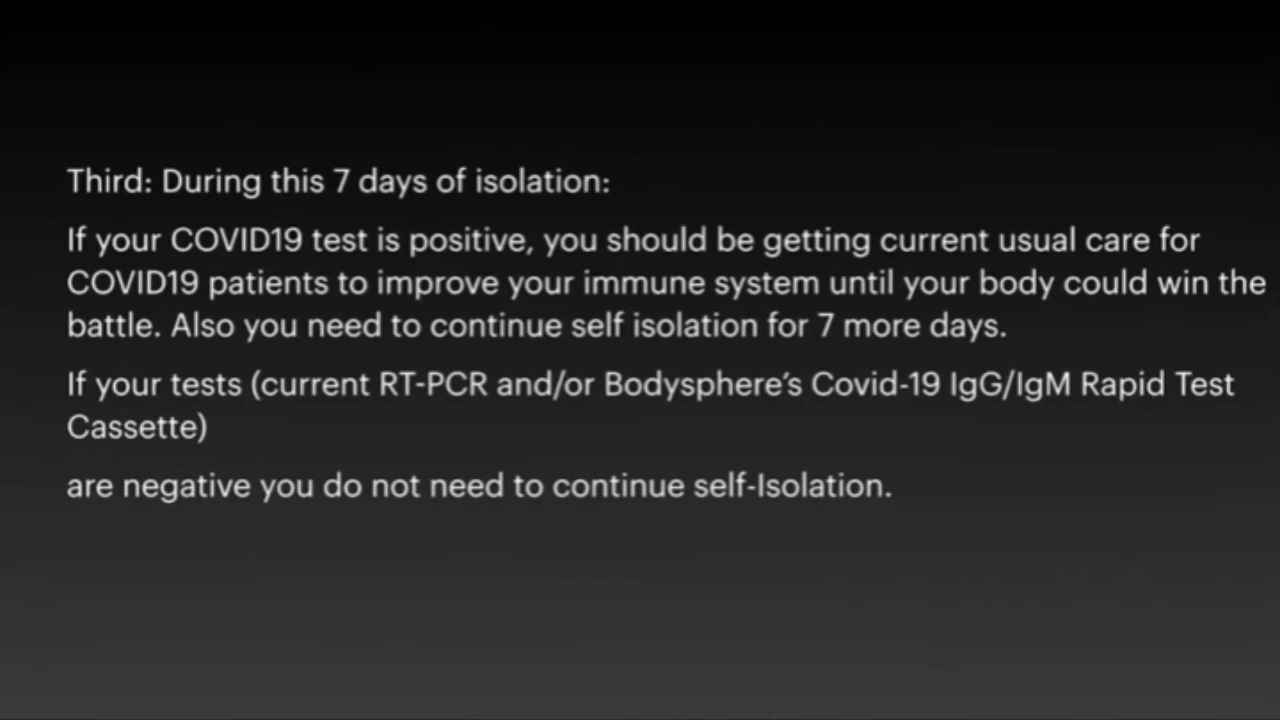 Third: During this 7 days of isolation:
If your COVID19 test is positive, you should be getting current usual care for
COVID19 patients to improve your immune system until your body could win the
battle. Also you need to continue self isolation for 7 more days.
If your tests (current RT-PCR and/or Bodysphere's Covid-19 IgG/IgM Rapid Test
Cassette)
are negative you do not need to continue self-Isolation.